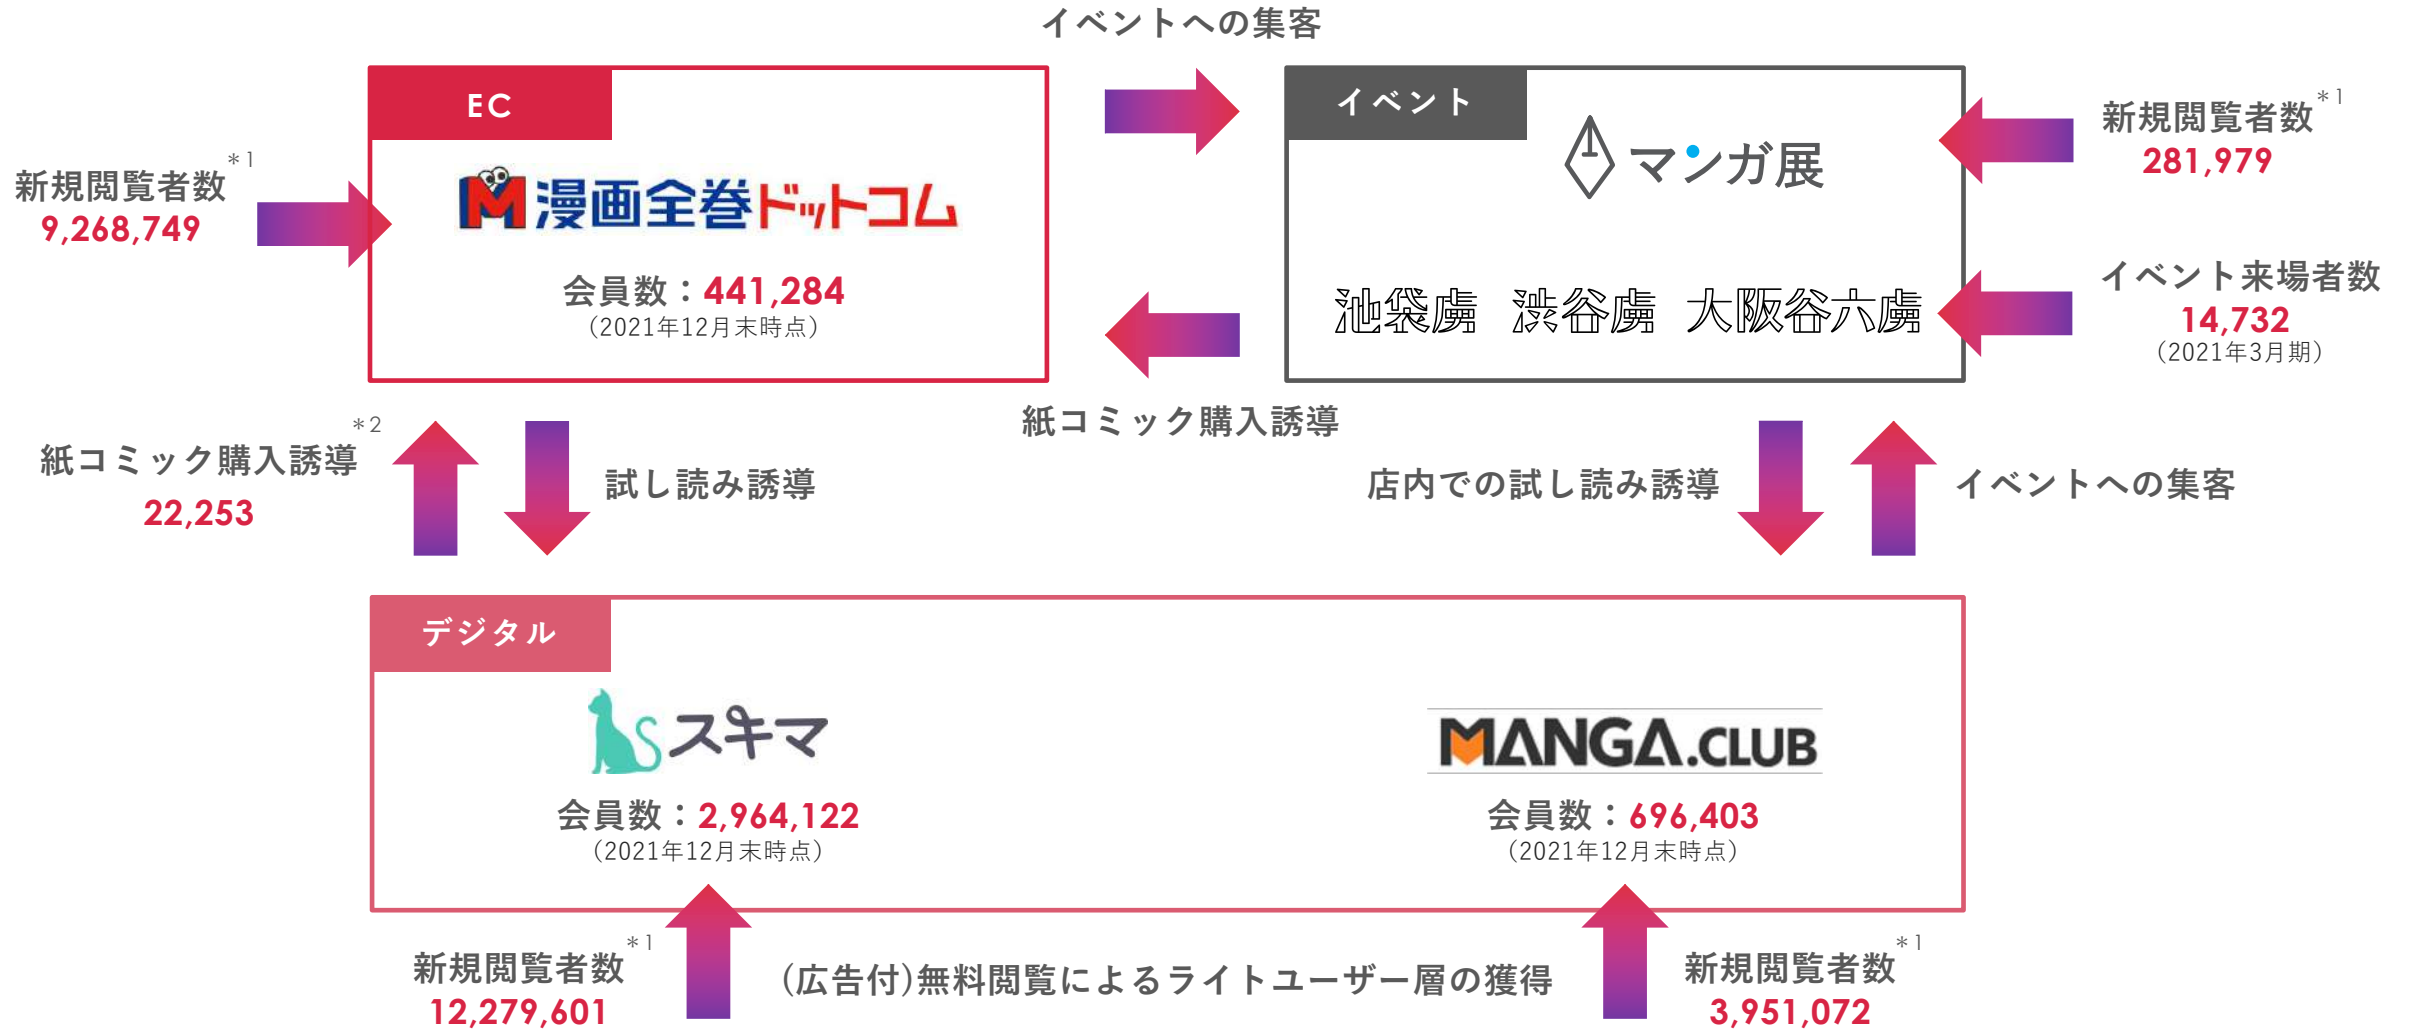 イベントへの集客
EC
イベント
新規閲覧者数 *1
9,268,749
漫画全巻ドットコム
会員数：441,284
（2021年12月末時点）
マンガ展
池袋虜 渋谷虜 大阪谷六虜
新規閲覧者数 *1
281,979
イベント来場者数
14,732
（2021年3月期）
紙コミック購入誘導
紙コミック購入誘導 *2
22,253
試し読み誘導
店内での試し読み誘導
イベントへの集客
デジタル
スキマ
会員数：2,964,122
（2021年12月末時点）
MANGA.CLUB
会員数：696,403
（2021年12月末時点）
新規閲覧者数 *1
12,279,601
(広告付)無料閲覧によるライトユーザー層の獲得
新規閲覧者数 *1
3,951,072